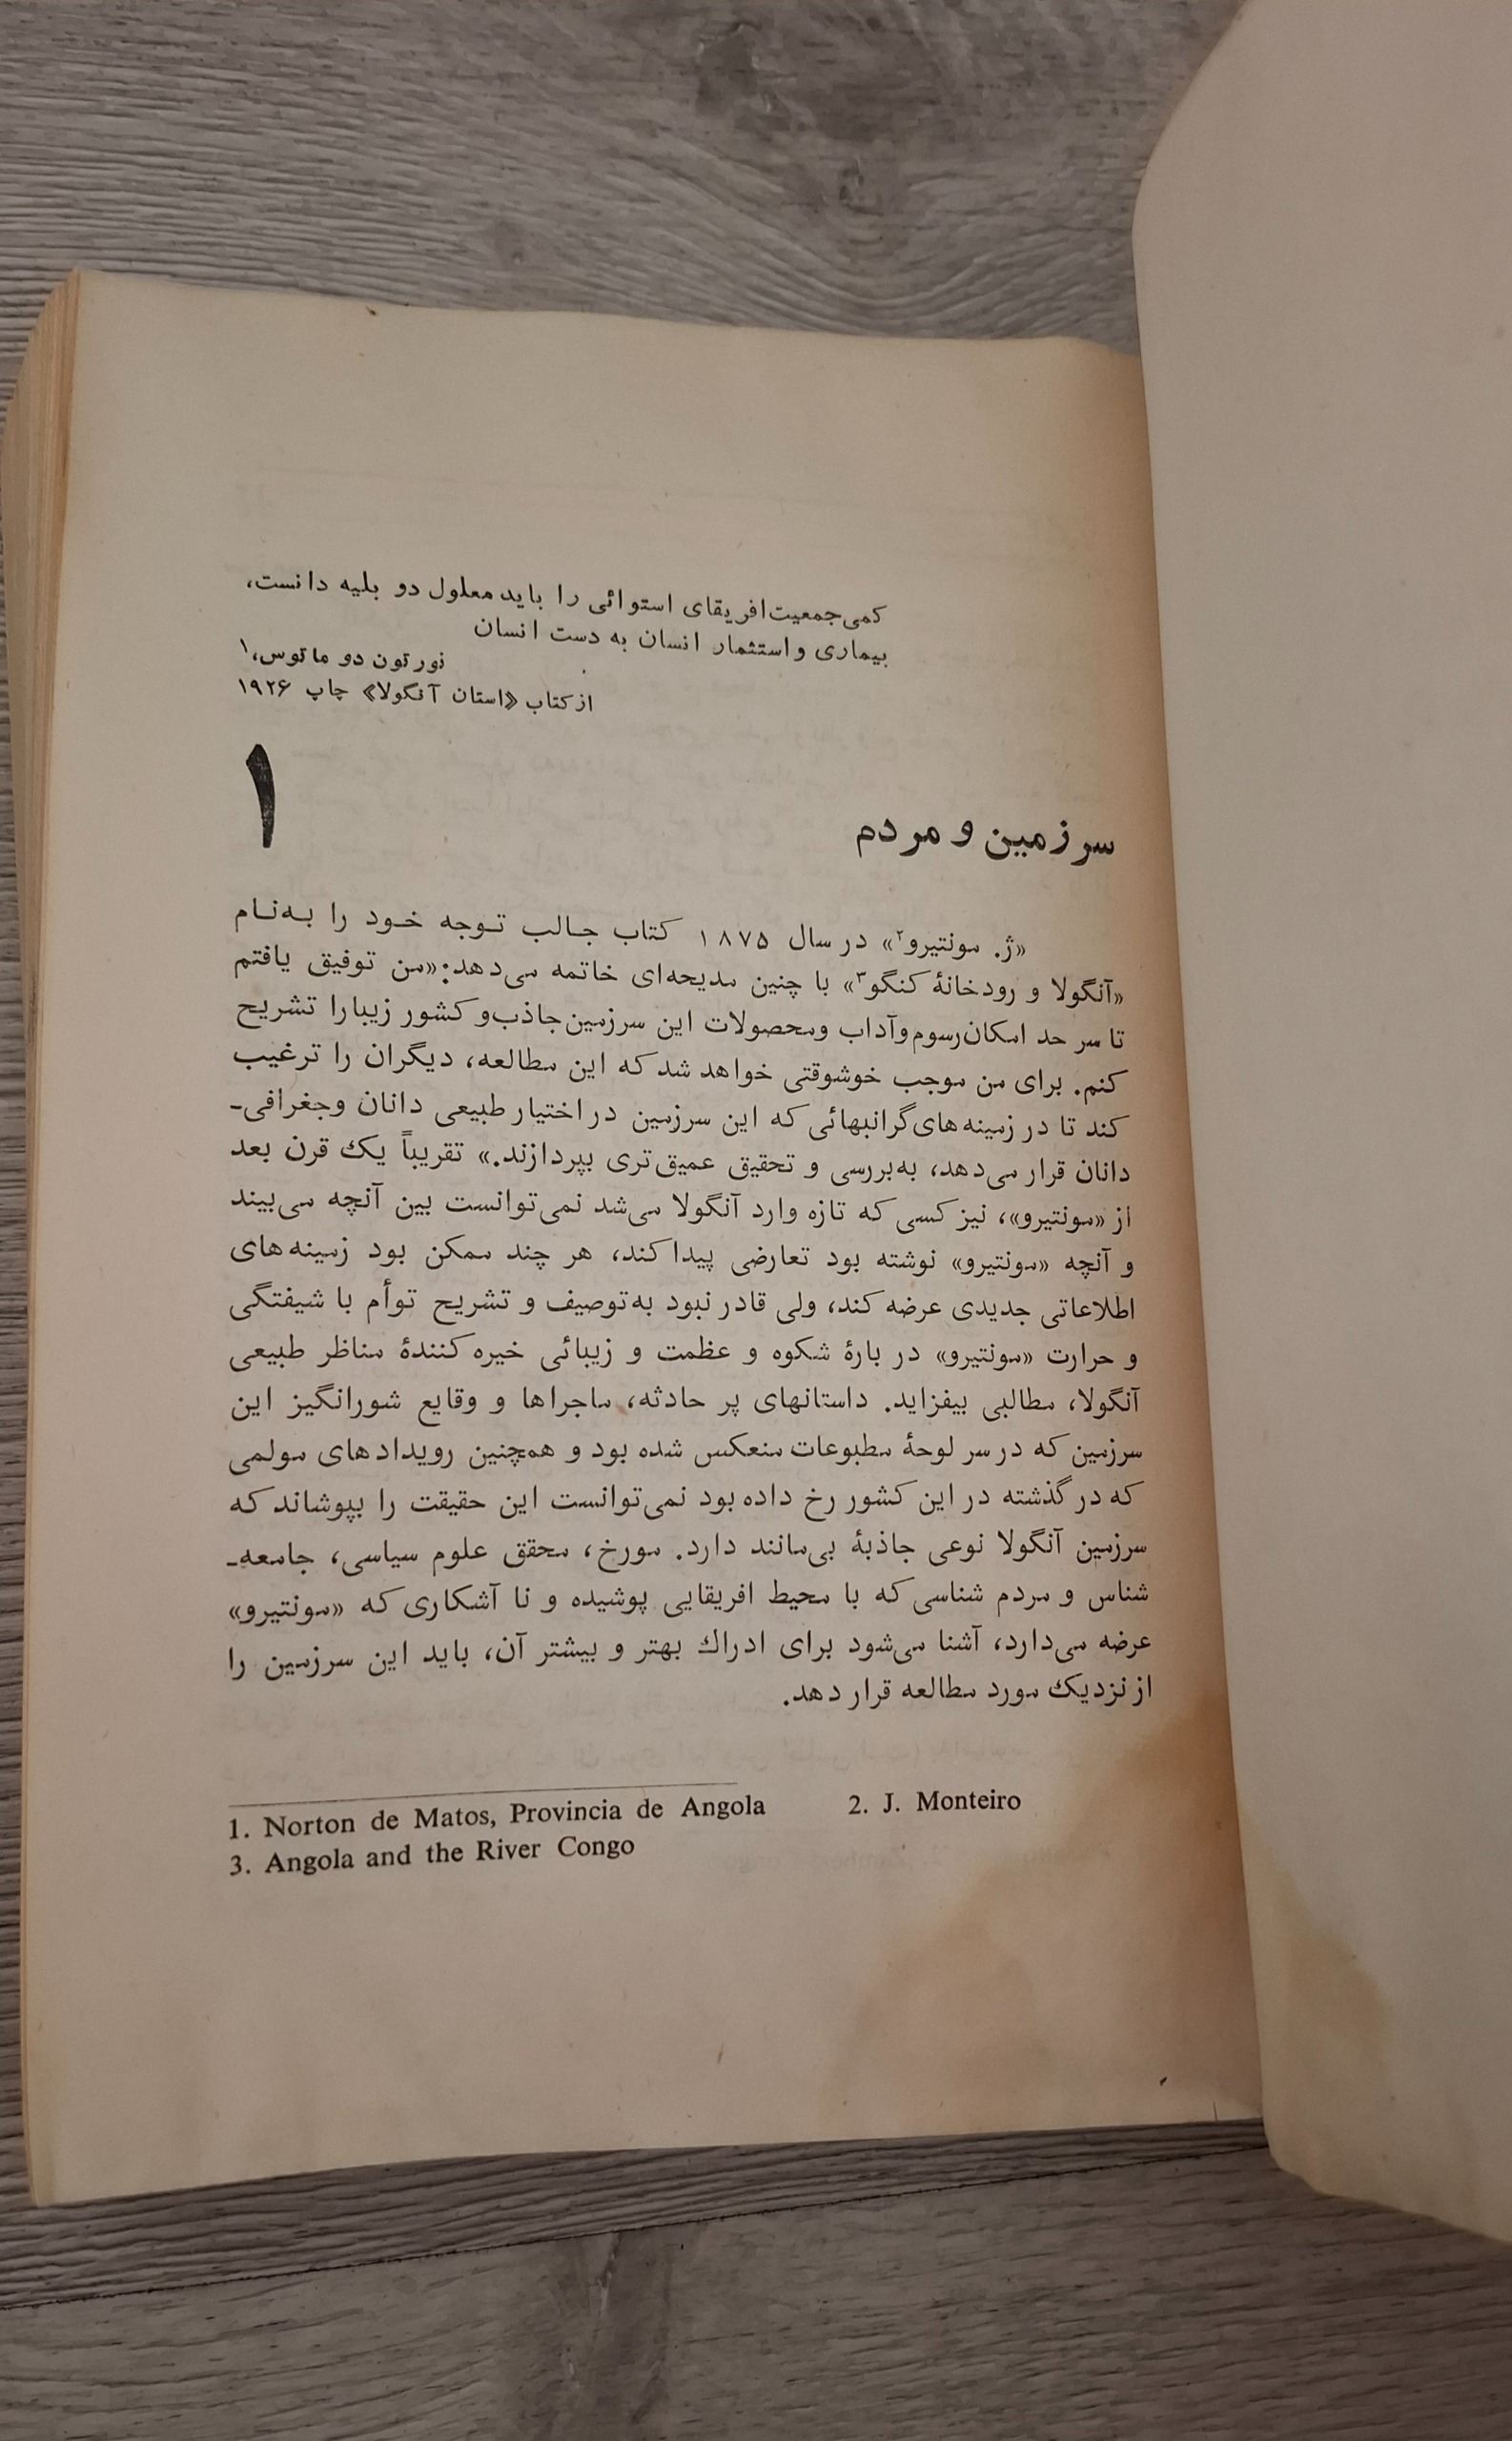 کمی جمعیت افریقای استوائی را باید معلول دو بلیه دانست،
بیماری و استثمار انسان به دست انسان
نورتون دو ماتوس،۱
از کتاب «استان آنگولا» چاپ ۱۹۲۶
۱
سرزمین و مردم
«ژ. مونتیرو۲» در سال ۱۸۷۵ کتاب جالب توجه خود را به‌نام
«آنگولا و رودخانهٔ کنگو۳» با چنین مدیحه‌ای خاتمه می‌دهد: «من توفیق یافتم
تا سر حد امکان رسوم و آداب و محصولات این سرزمین جاذب و کشور زیبا را تشریح
کنم. برای من موجب خوشوقتی خواهد شد که این مطالعه، دیگران را ترغیب
کند تا در زمینه‌های گرانبهائی که این سرزمین در اختیار طبیعی دانان و جغرافی-
دانان قرار می‌دهد، به‌بررسی و تحقیق عمیق‌تری بپردازند.» تقریباً یک قرن بعد
از «مونتیرو»، نیز کسی که تازه وارد آنگولا می‌شد نمی‌توانست بین آنچه می‌بیند
و آنچه «مونتیرو» نوشته بود تعارضی پیدا کند، هر چند ممکن بود زمینه‌های
اطلاعاتی جدیدی عرضه کند، ولی قادر نبود به‌توصیف و تشریح توأم با شیفتگی
و حرارت «مونتیرو» در بارهٔ شکوه و عظمت و زیبائی خیره کنندهٔ مناظر طبیعی
آنگولا، مطالبی بیفزاید. داستانهای پر حادثه، ماجراها و وقایع شورانگیز این
سرزمین که در سر لوحهٔ مطبوعات منعکس شده بود و همچنین رویدادهای مولمی
که در گذشته در این کشور رخ داده بود نمی‌توانست این حقیقت را بپوشاند که
سرزمین آنگولا نوعی جاذبهٔ بی‌مانند دارد. مورخ، محقق علوم سیاسی، جامعه-
شناس و مردم شناسی که با محیط افریقایی پوشیده و نا آشکاری که «مونتیرو»
عرضه می‌دارد، آشنا می‌شود برای ادراک بهتر و بیشتر آن، باید این سرزمین را
از نزدیک مورد مطالعه قرار دهد.
1. Norton de Matos, Provincia de Angola 2. J. Monteiro
3. Angola and the River Congo